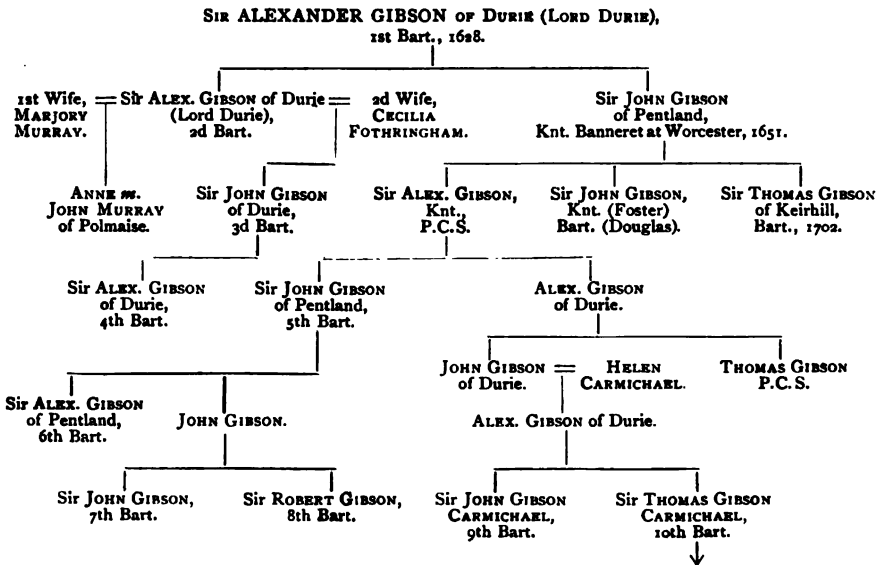 Sir ALEXANDER GIBSON of Durie (Lord Durie),
1st Bart., 1628.
1st Wife, = Sir Alex. Gibson of Durie = 2d Wife,
Marjory Murray. (Lord Durie), Cecilia
2d Bart. Fothringham.
Sir John Gibson
of Pentland,
Knt. Banneret at Worcester, 1651.
Anne m.
John Murray
of Polmaise.
Sir John Gibson
of Durie,
3d Bart.
Sir Alex. Gibson,
Knt.,
P.C.S.
Sir John Gibson,
Knt. (Foster)
Bart. (Douglas).
Sir Thomas Gibson
of Keirhill,
Bart., 1702.
Sir Alex. Gibson
of Durie,
4th Bart.
Sir John Gibson
of Pentland,
5th Bart.
Alex. Gibson
of Durie.
John Gibson = Helen
of Durie. Carmichael.
Thomas Gibson
P.C.S.
Sir Alex. Gibson
of Pentland,
6th Bart.
John Gibson.
Alex. Gibson of Durie.
Sir John Gibson,
7th Bart.
Sir Robert Gibson,
8th Bart.
Sir John Gibson
Carmichael,
9th Bart.
Sir Thomas Gibson
Carmichael,
10th Bart.